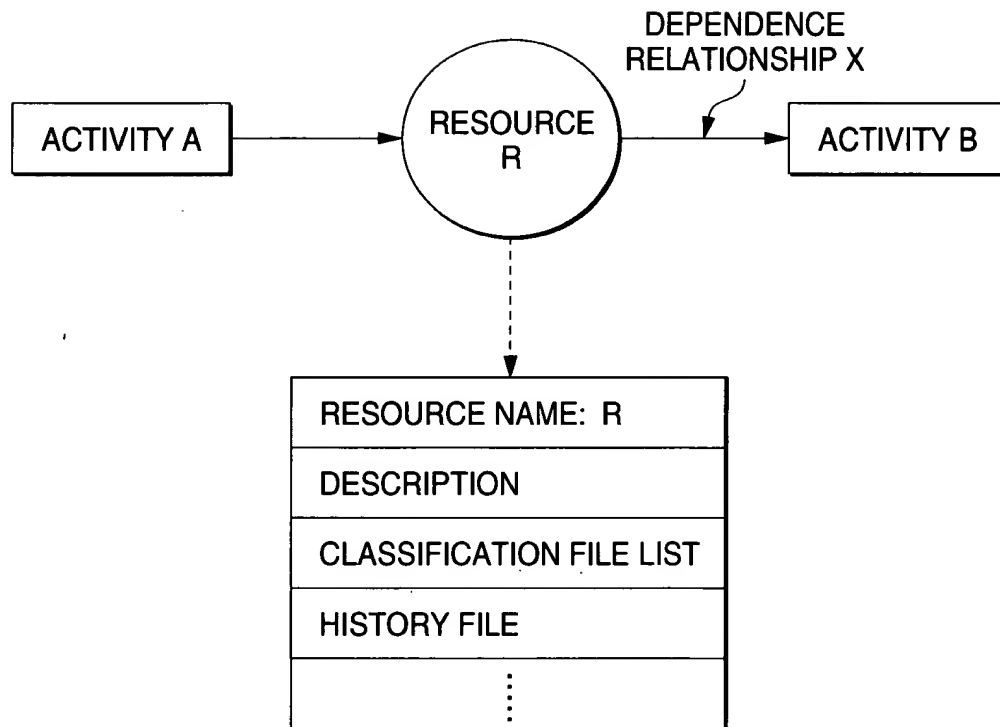 DEPENDENCE
RELATIONSHIP X
ACTIVITY A
RESOURCE
R
ACTIVITY B
RESOURCE NAME: R
DESCRIPTION
CLASSIFICATION FILE LIST
HISTORY FILE